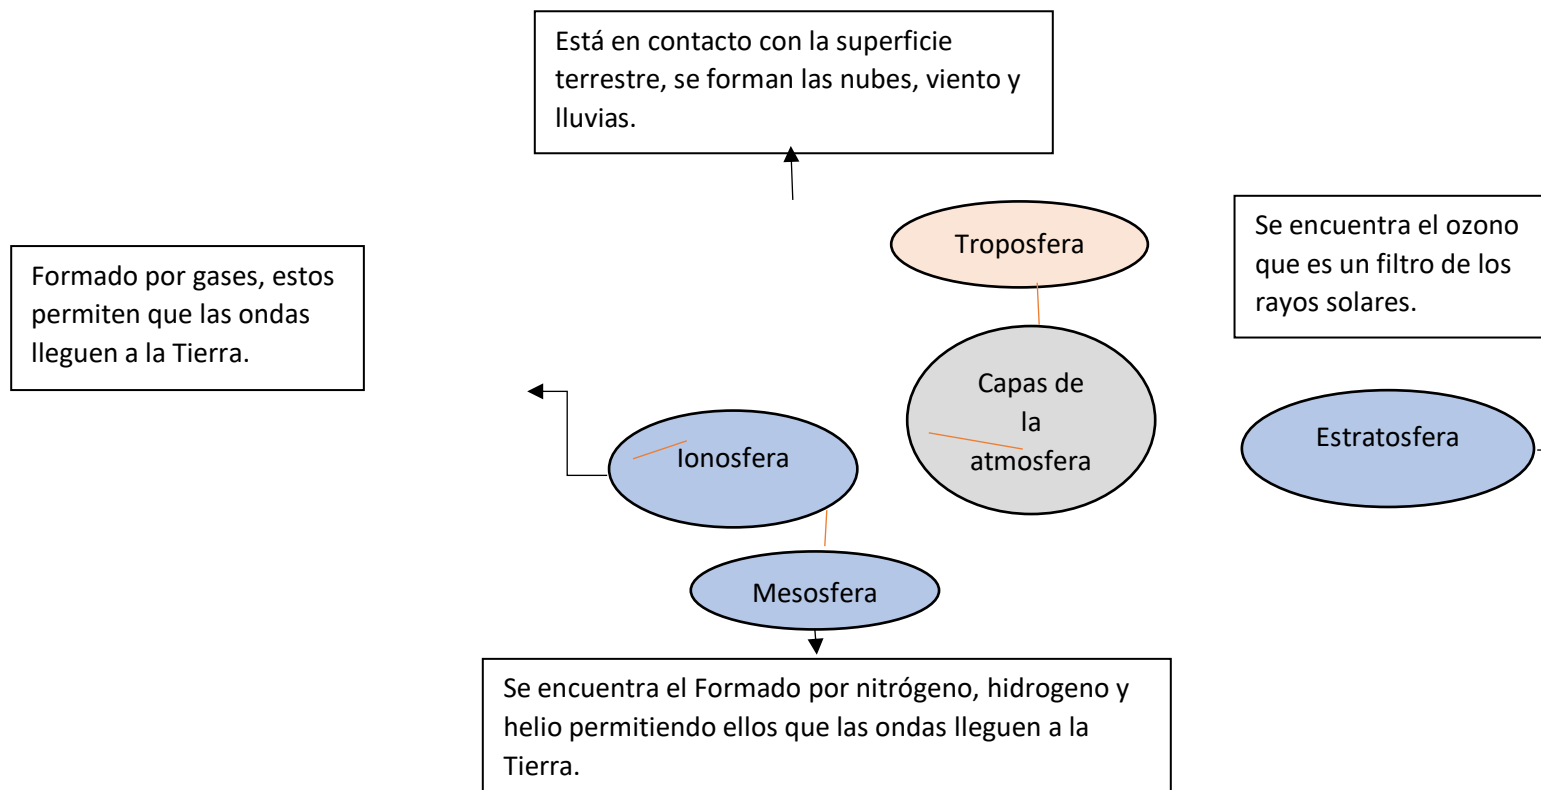 Está en contacto con la superficie
terrestre, se forman las nubes, viento y
lluvias.
Troposfera
Se encuentra el ozono
que es un filtro de los
rayos solares.
Formado por gases, estos
permiten que las ondas
lleguen a la Tierra.
Capas de
la
atmosfera
Estratosfera
Ionosfera
Mesosfera
Se encuentra el Formado por nitrógeno, hidrogeno y
helio permitiendo ellos que las ondas lleguen a la
Tierra.